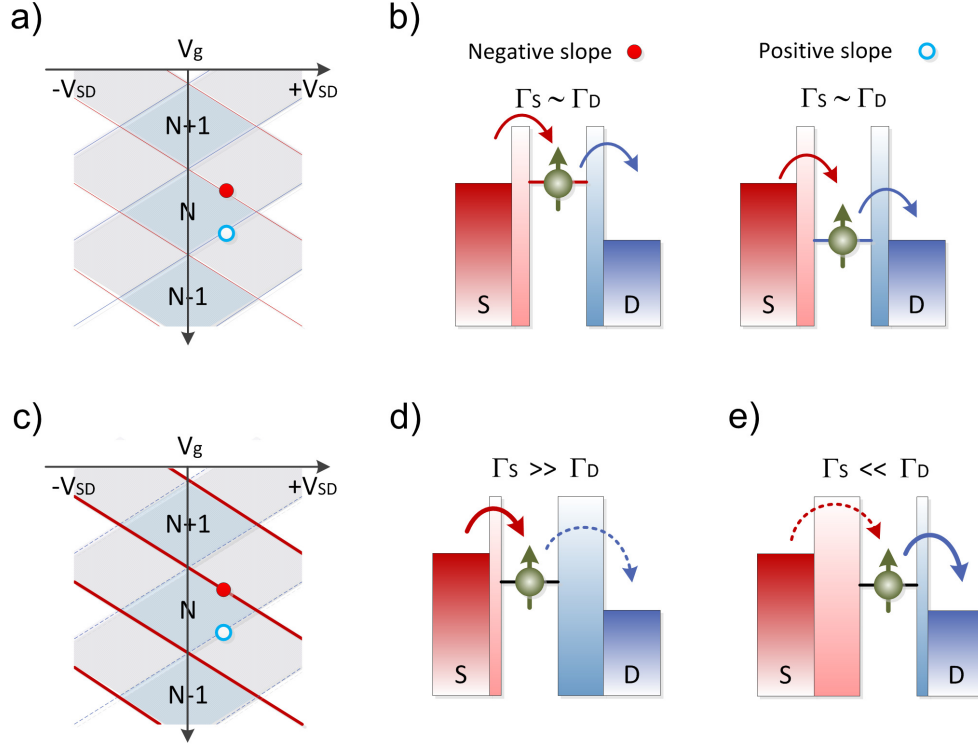 a)
Vg
-VSD
+VSD
N+1
N
N-1
b)
Negative slope
Positive slope
ΓS ~ ΓD
ΓS ~ ΓD
S
D
S
D
c)
Vg
-VSD
+VSD
N+1
N
N-1
d)
ΓS >> ΓD
S
D
e)
ΓS << ΓD
S
D